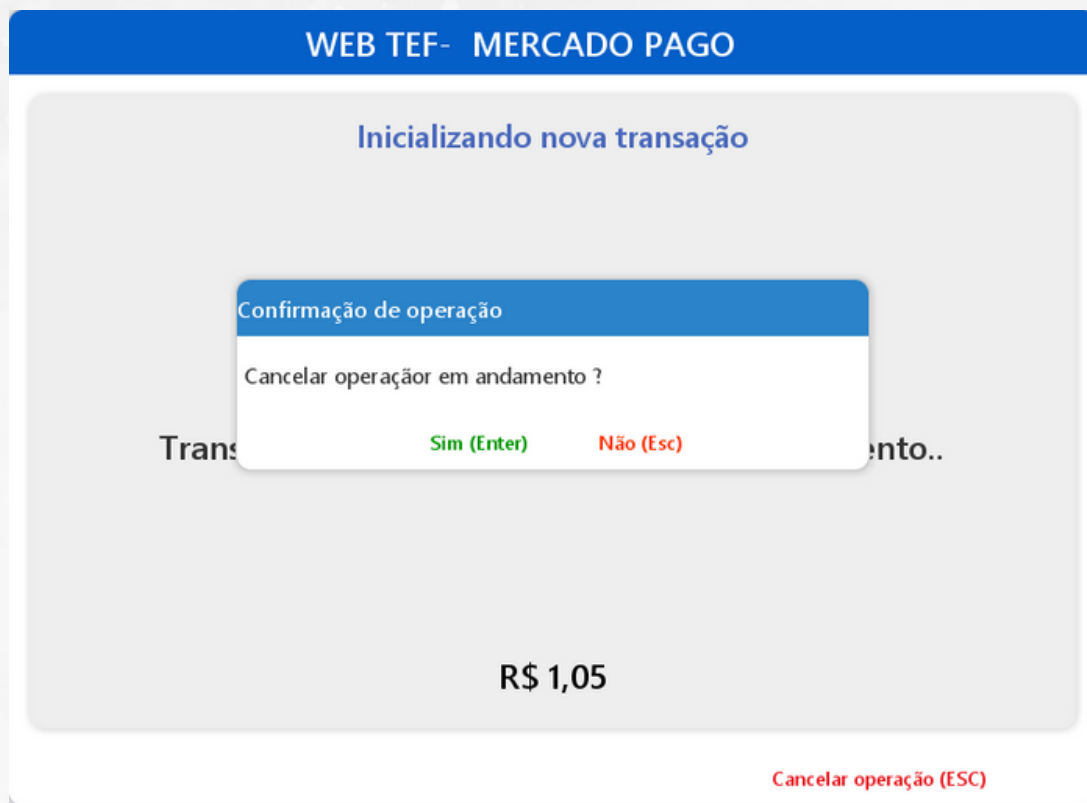 WEB TEF- MERCADO PAGO
Inicializando nova transação
Confirmação de operação
Cancelar operaçãor em andamento ?
Sim (Enter) Não (Esc)
R$ 1,05
Cancelar operação (ESC)